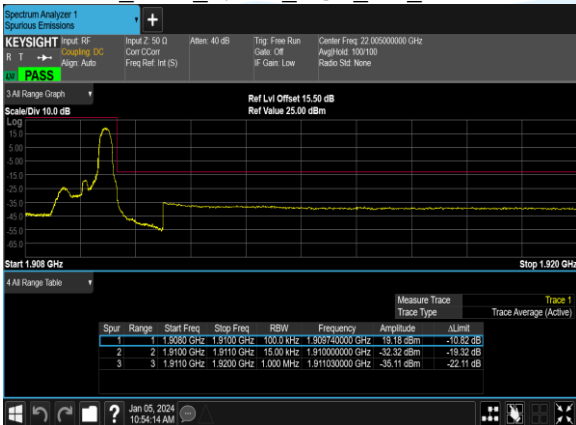 Spectrum Analyzer 1
Spurious Emissions
KEYSIGHT Input: RF Input Z: 50 Ω Atten: 40 dB Trig: Free Run Center Freq: 22.005000000 GHz
R T Coupling: DC Corr CCorr Gate: Off Avg|Hold: 100/100
Align: Auto Freq Ref: Int (S) IF Gain: Low Radio Std: None
PASS
3 All Range Graph
Ref Lvl Offset 15.50 dB
Scale/Div 10.0 dB Ref Value 25.00 dBm
Log
15.0
5.00
-5.00
-15.0
-25.0
-35.0
-45.0
-55.0
-65.0
Start 1.908 GHz Stop 1.920 GHz
4 All Range Table
Measure Trace Trace 1
Trace Type Trace Average (Active)
Spur Range Start Freq Stop Freq RBW Frequency Amplitude ΔLimit
1 1 1.9080 GHz 1.9100 GHz 100.0 kHz 1.909740000 GHz 19.18 dBm -10.82 dB
2 2 1.9100 GHz 1.9110 GHz 15.00 kHz 1.910000000 GHz -32.32 dBm -19.32 dB
3 3 1.9110 GHz 1.9200 GHz 1.000 MHz 1.911030000 GHz -35.11 dBm -22.11 dB
? Jan 05, 2024
10:54:14 AM